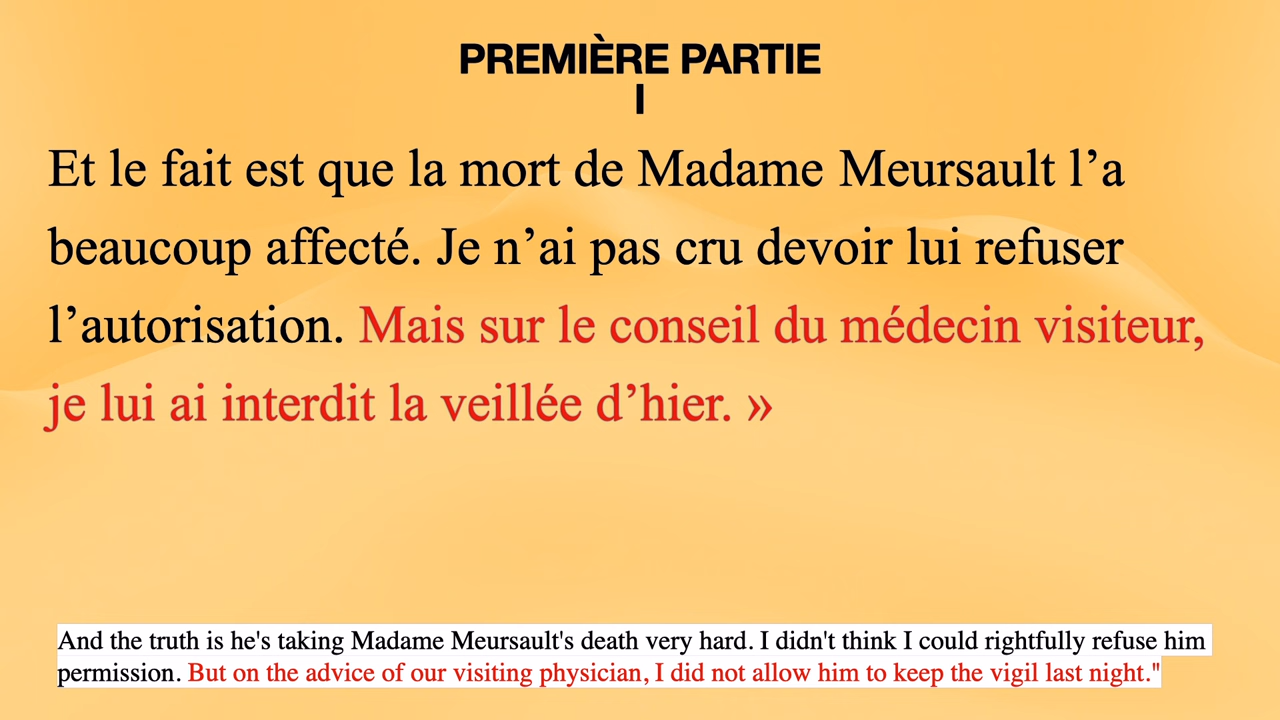 PREMIÈRE PARTIE
I
Et le fait est que la mort de Madame Meursault l’a
beaucoup affecté. Je n’ai pas cru devoir lui refuser
l’autorisation. Mais sur le conseil du médecin visiteur,
je lui ai interdit la veillée d’hier. »
And the truth is he's taking Madame Meursault's death very hard. I didn't think I could rightfully refuse him
permission. But on the advice of our visiting physician, I did not allow him to keep the vigil last night."